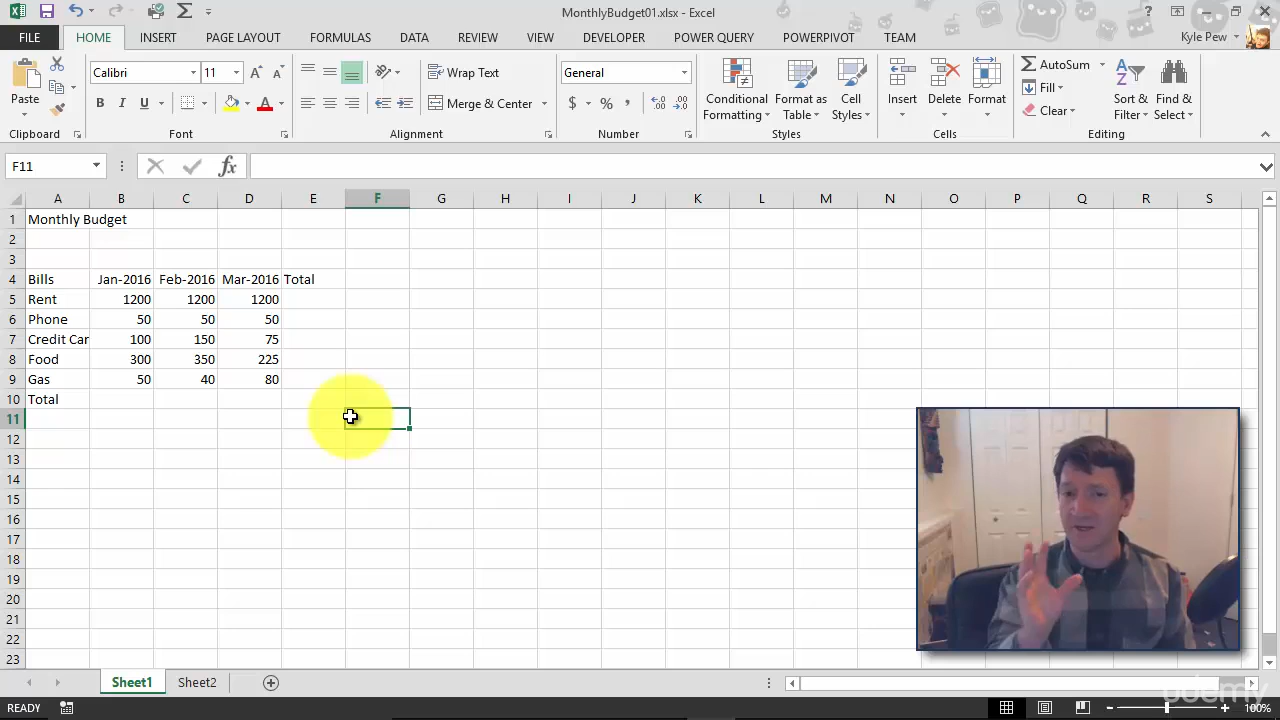 MonthlyBudget01.xlsx - Excel
FILE HOME INSERT PAGE LAYOUT FORMULAS DATA REVIEW VIEW DEVELOPER POWER QUERY POWERPIVOT TEAM Kyle Pew
Paste
Calibri 11
B I U
Wrap Text
Merge & Center
General
$ % ,
Conditional Formatting
Format as Table
Cell Styles
Insert
Delete
Format
AutoSum
Fill
Clear
Sort & Filter
Find & Select
Clipboard Font Alignment Number Styles Cells Editing
F11 fx
A B C D E F G H I J K L M N O P Q R S
1 Monthly Budget
2
3
4 Bills Jan-2016 Feb-2016 Mar-2016 Total
5 Rent 1200 1200 1200
6 Phone 50 50 50
7 Credit Car 100 150 75
8 Food 300 350 225
9 Gas 50 40 80
10 Total
11
12
13
14
15
16
17
18
19
20
21
22
23
Sheet1 Sheet2
udemy
READY 100%